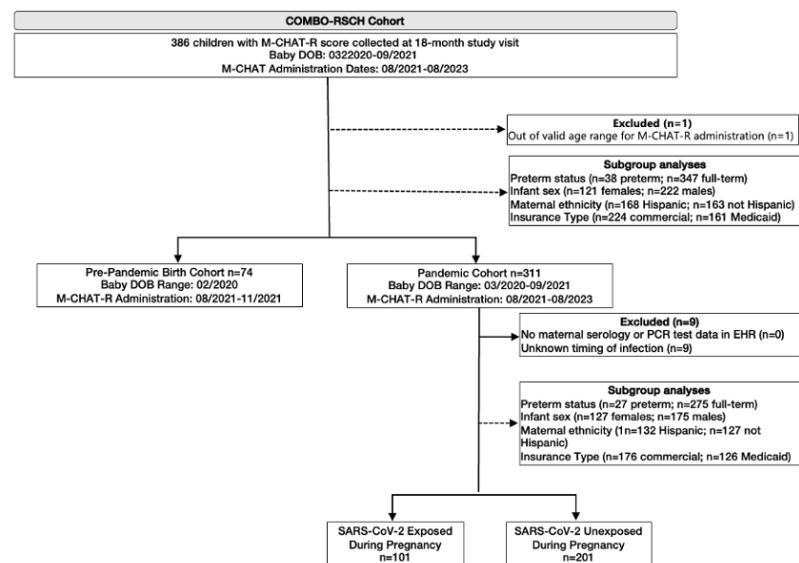 COMBO-RSCH Cohort
386 children with M-CHAT-R score collected at 18-month study visit
Baby DOB: 0322020-09/2021
M-CHAT Administration Dates: 08/2021-08/2023
Excluded (n=1)
Out of valid age range for M-CHAT-R administration (n=1)
Subgroup analyses
Preterm status (n=38 preterm; n=347 full-term)
Infant sex (n=121 females; n=222 males)
Maternal ethnicity (n=168 Hispanic; n=163 not Hispanic)
Insurance Type (n=224 commercial; n=161 Medicaid)
Pre-Pandemic Birth Cohort n=74
Baby DOB Range: 02/2020
M-CHAT-R Administration: 08/2021-11/2021
Pandemic Cohort n=311
Baby DOB Range: 03/2020-09/2021
M-CHAT-R Administration: 08/2021-08/2023
Excluded (n=9)
No maternal serology or PCR test data in EHR (n=0)
Unknown timing of infection (n=9)
Subgroup analyses
Preterm status (n=27 preterm; n=275 full-term)
Infant sex (n=127 females; n=175 males)
Maternal ethnicity (1n=132 Hispanic; n=127 not
Hispanic)
Insurance Type (n=176 commercial; n=126 Medicaid)
SARS-CoV-2 Exposed
During Pregnancy
n=101
SARS-CoV-2 Unexposed
During Pregnancy
n=201